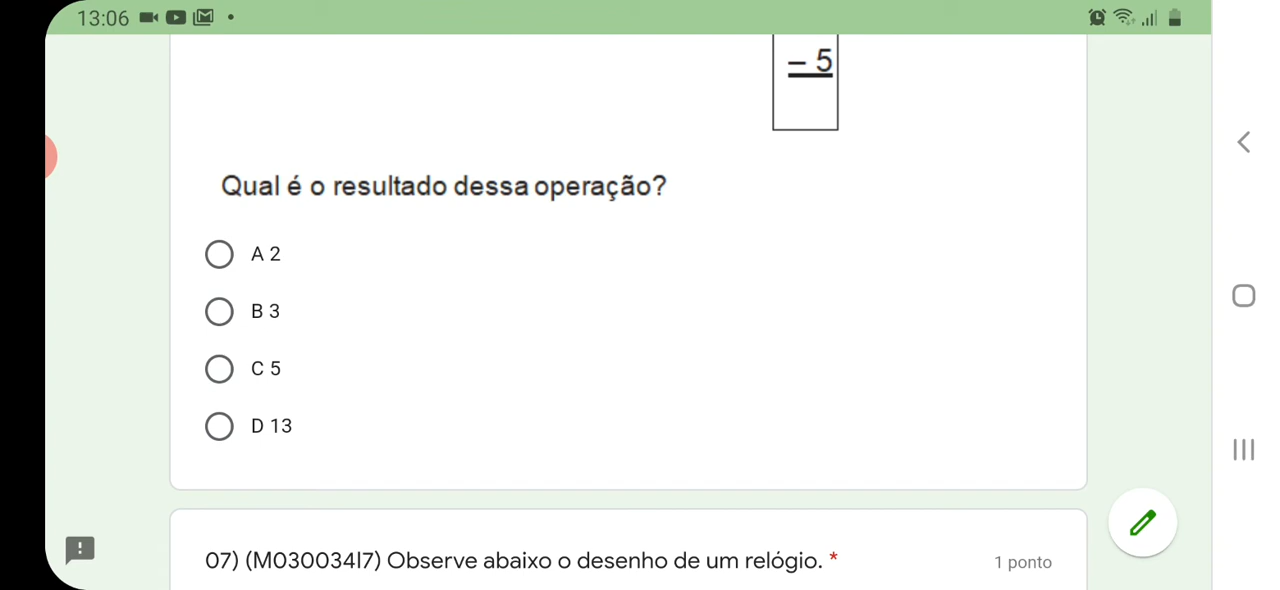 13:06
– 5
Qual é o resultado dessa operação?
A 2
B 3
C 5
D 13
07) (M030034I7) Observe abaixo o desenho de um relógio. *
1 ponto